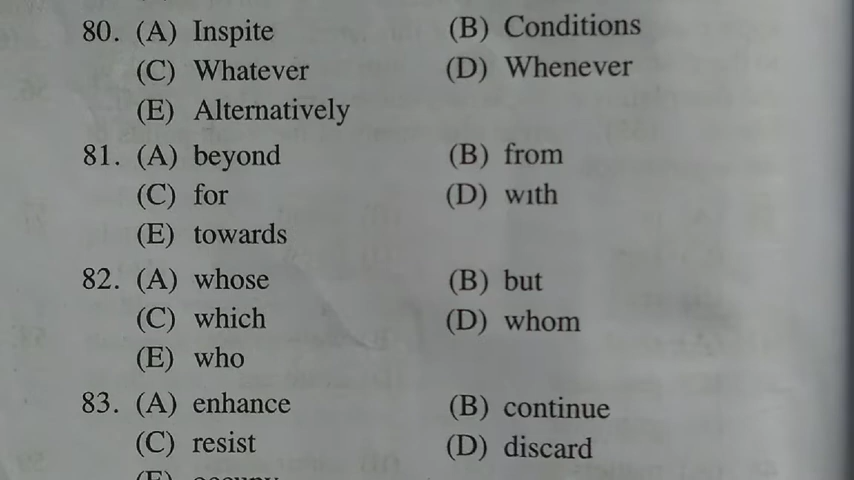 80. (A) Inspite (B) Conditions
(C) Whatever (D) Whenever
(E) Alternatively
81. (A) beyond (B) from
(C) for (D) with
(E) towards
82. (A) whose (B) but
(C) which (D) whom
(E) who
83. (A) enhance (B) continue
(C) resist (D) discard
(E)